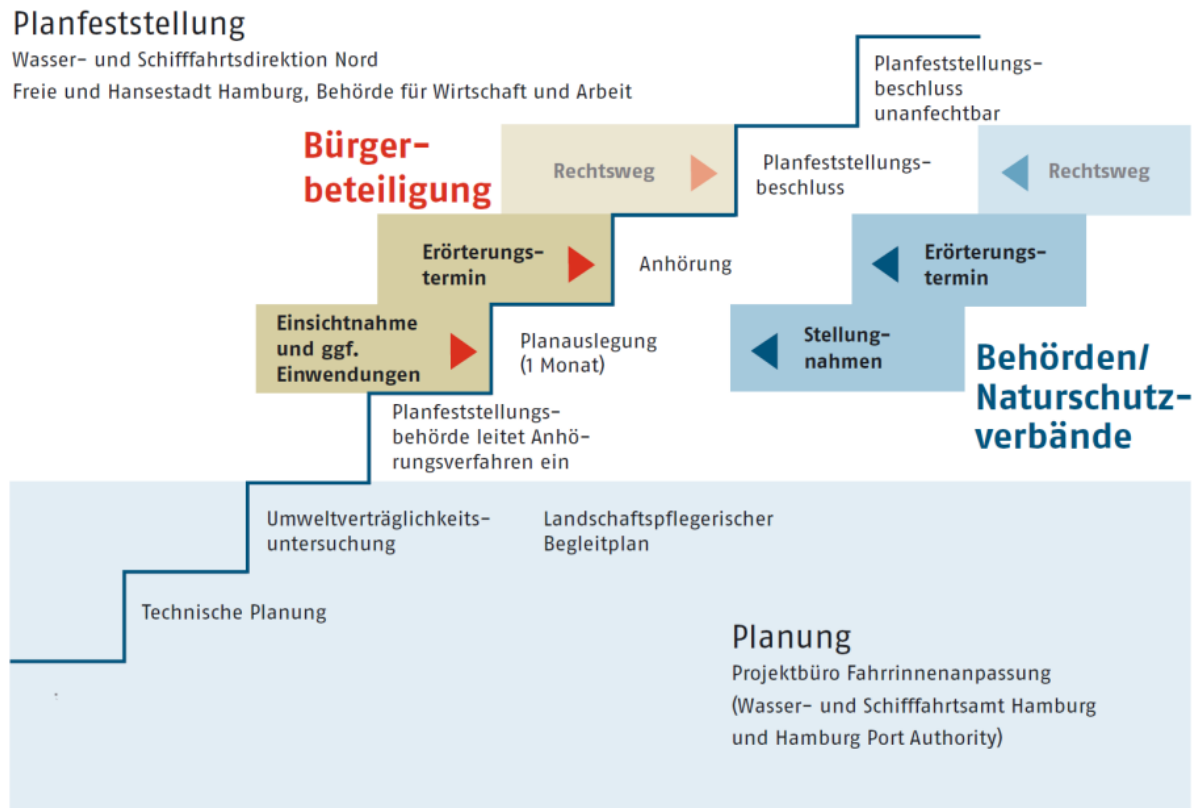 Planfeststellung
Wasser- und Schifffahrtsdirektion Nord
Freie und Hansestadt Hamburg, Behörde für Wirtschaft und Arbeit
Planfeststellungs-
beschluss
unanfechtbar
Bürger-
beteiligung
Rechtsweg
Planfeststellungs-
beschluss
Rechtsweg
Erörterungs-
termin
Anhörung
Erörterungs-
termin
Einsichtnahme
und ggf.
Einwendungen
Planauslegung
(1 Monat)
Stellung-
nahmen
Behörden/
Naturschutz-
verbände
Planfeststellungs-
behörde leitet Anhö-
rungsverfahren ein
Umweltverträglichkeits-
untersuchung
Landschaftspflegerischer
Begleitplan
Technische Planung
Planung
Projektbüro Fahrrinnenanpassung
(Wasser- und Schifffahrtsamt Hamburg
und Hamburg Port Authority)